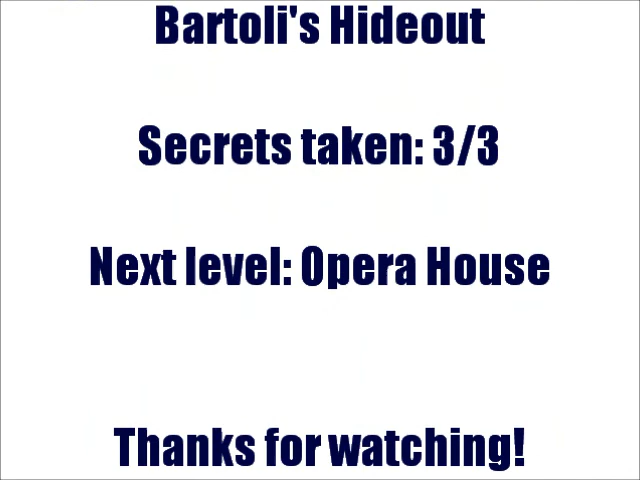 Bartoli's Hideout
Secrets taken: 3/3
Next level: Opera House
Thanks for watching!